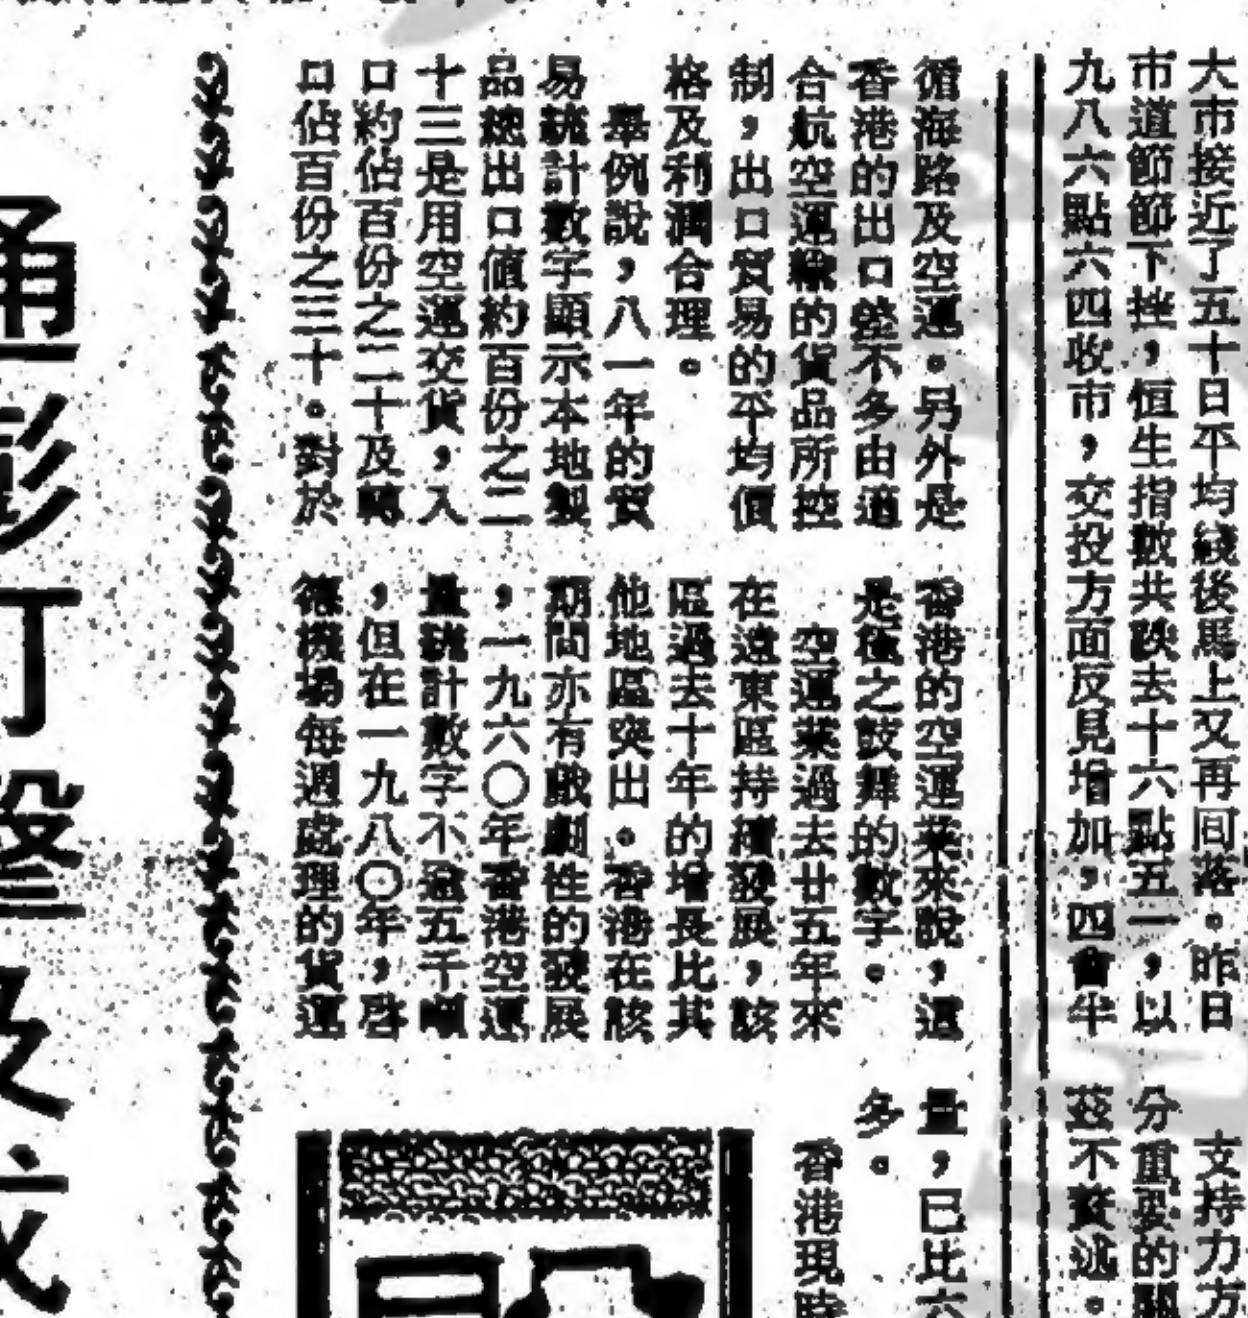 大市接近了五十日平均綫後馬上又再回落。昨日
市道節節下挫，恒生指數共跌去十六點五一，以
九八六點六四收市，交投方面反見增加，四會半
支持力方
分重要的關
茲不贅述。
循海路及空運。另外是
香港的出口差不多由適
合航空運輸的貨品所控
制，出口貿易的平均價
格及利潤合理。
舉例說，八一年的貿
易統計數字顯示本地製
品總出口值約百份之二
十三是用空運交貨，入
口約佔百份之二十及轉
口佔百份之三十。對於
香港的空運業來說，這
是值之鼓舞的數字。
空運業過去廿五年來
在遠東區持續發展，該
區過去十年的增長比其
他地區突出。香港在該
期間亦有戲劇性的發展
，一九六〇年香港空運
量統計數字不過五千噸
，但在一九八〇年，啓
德機場每週處理的貨運
量，已比六
多。
香港現時
通膨打擊及